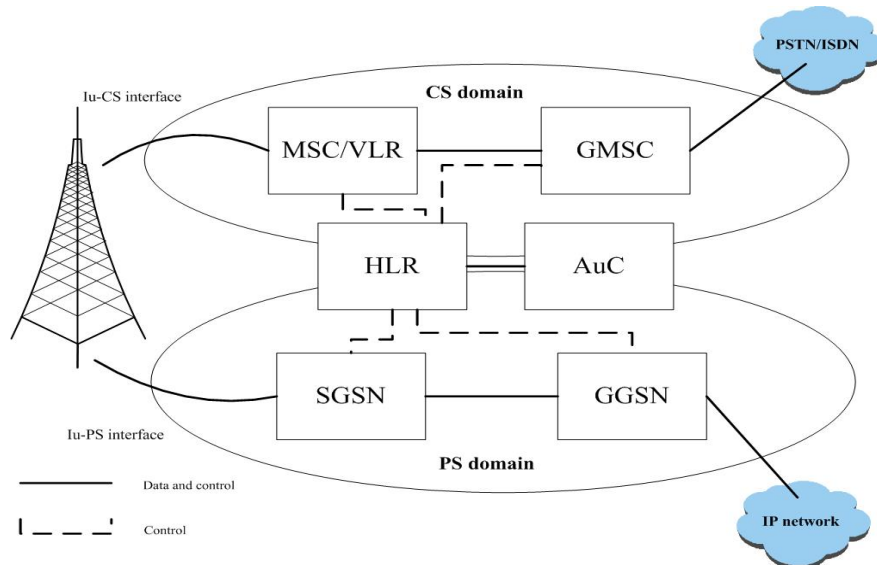 PSTN/ISDN
Iu-CS interface
CS domain
MSC/VLR
GMSC
HLR
AuC
SGSN
GGSN
Iu-PS interface
PS domain
Data and control
Control
IP network